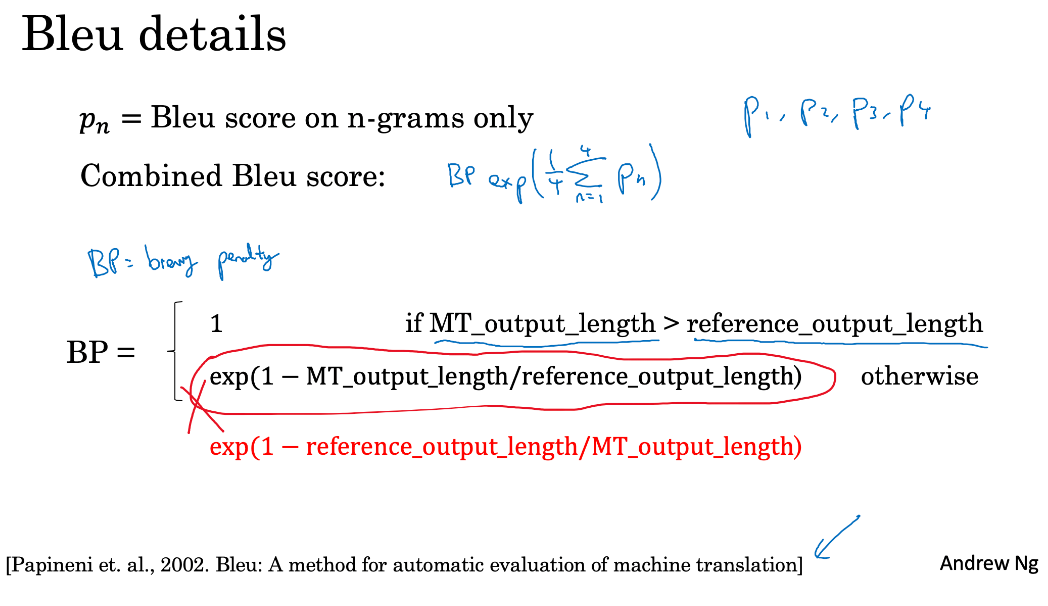 Bleu details
pₙ = Bleu score on n-grams only
p₁, p₂, p₃, p₄
Combined Bleu score: BP exp(1/4 ∑_{n=1}^{4} pₙ)
BP = brevity penalty
BP =
1 if MT_output_length > reference_output_length
exp(1 − MT_output_length/reference_output_length) otherwise
exp(1 − reference_output_length/MT_output_length)
[Papineni et. al., 2002. Bleu: A method for automatic evaluation of machine translation]
Andrew Ng